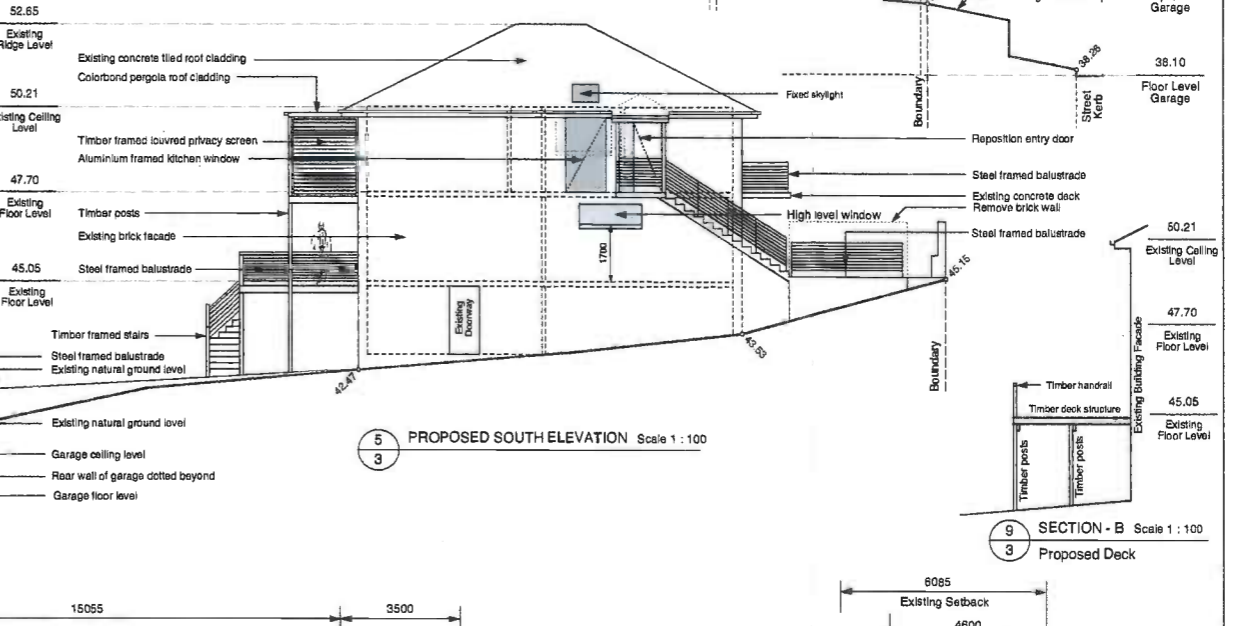 52.65
Existing
Ridge Level
50.21
Existing Ceiling
Level
47.70
Existing
Floor Level
45.05
Existing
Floor Level
Existing concrete tiled roof cladding
Colorbond pergola roof cladding
Timber framed louvred privacy screen
Aluminium framed kitchen window
Timber posts
Existing brick facade
Steel framed balustrade
Timber framed stairs
Steel framed balustrade
Existing natural ground level
Existing natural ground level
Garage ceiling level
Rear wall of garage dotted beyond
Garage floor level
Fixed skylight
Reposition entry door
Steel framed balustrade
Existing concrete deck
Remove brick wall
High level window
Steel framed balustrade
1700
Existing
Doorway
42.47
43.53
45.15
Boundary
5
3
PROPOSED SOUTH ELEVATION Scale 1 : 100
Garage
38.26
38.10
Floor Level
Garage
Boundary
Street
Kerb
50.21
Existing Ceiling
Level
47.70
Existing
Floor Level
45.05
Existing
Floor Level
Existing Building Facade
Timber handrail
Timber deck structure
Timber posts
Timber posts
9
3
SECTION - B Scale 1 : 100
Proposed Deck
15055
3500
6085
Existing Setback
4600